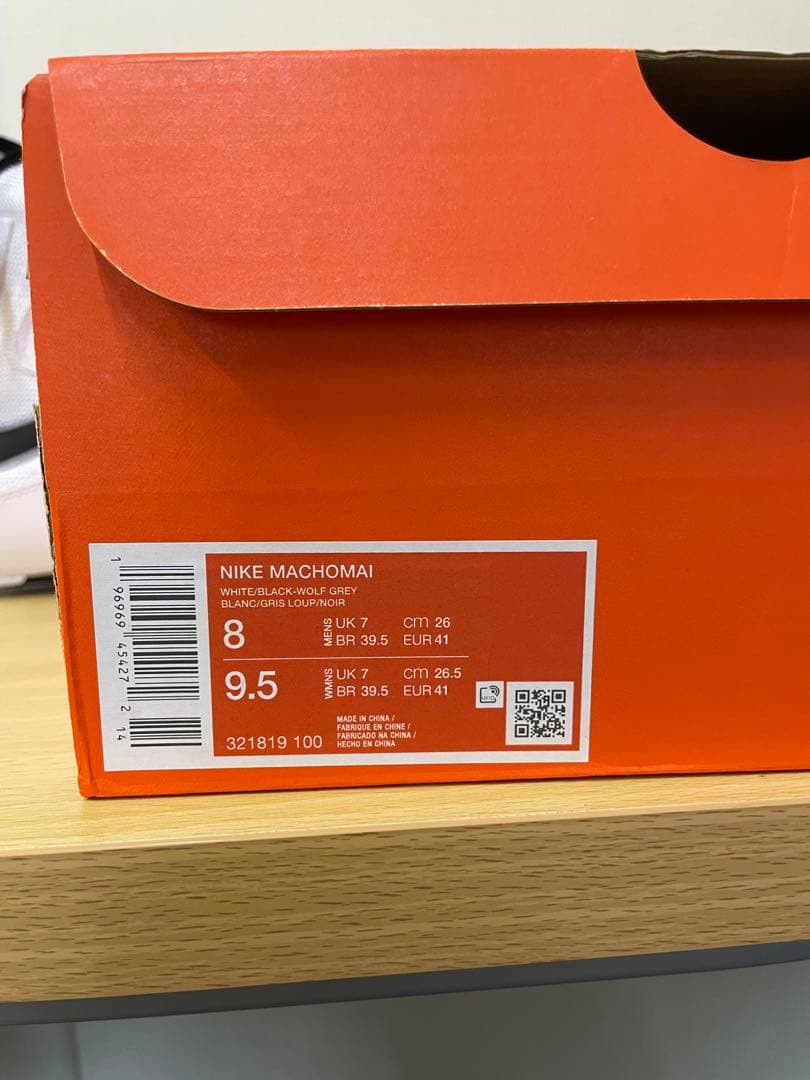 1 96969 45427 2 14
NIKE MACHOMAI
WHITE/BLACK-WOLF GREY
BLANC/GRIS LOUP/NOIR
8 MENS UK 7 CM 26
BR 39.5 EUR 41
9.5 WMNS UK 7 CM 26.5
BR 39.5 EUR 41
321819 100
MADE IN CHINA /
FABRIQUE EN CHINE /
FABRICADO NA CHINA /
HECHO EN CHINA